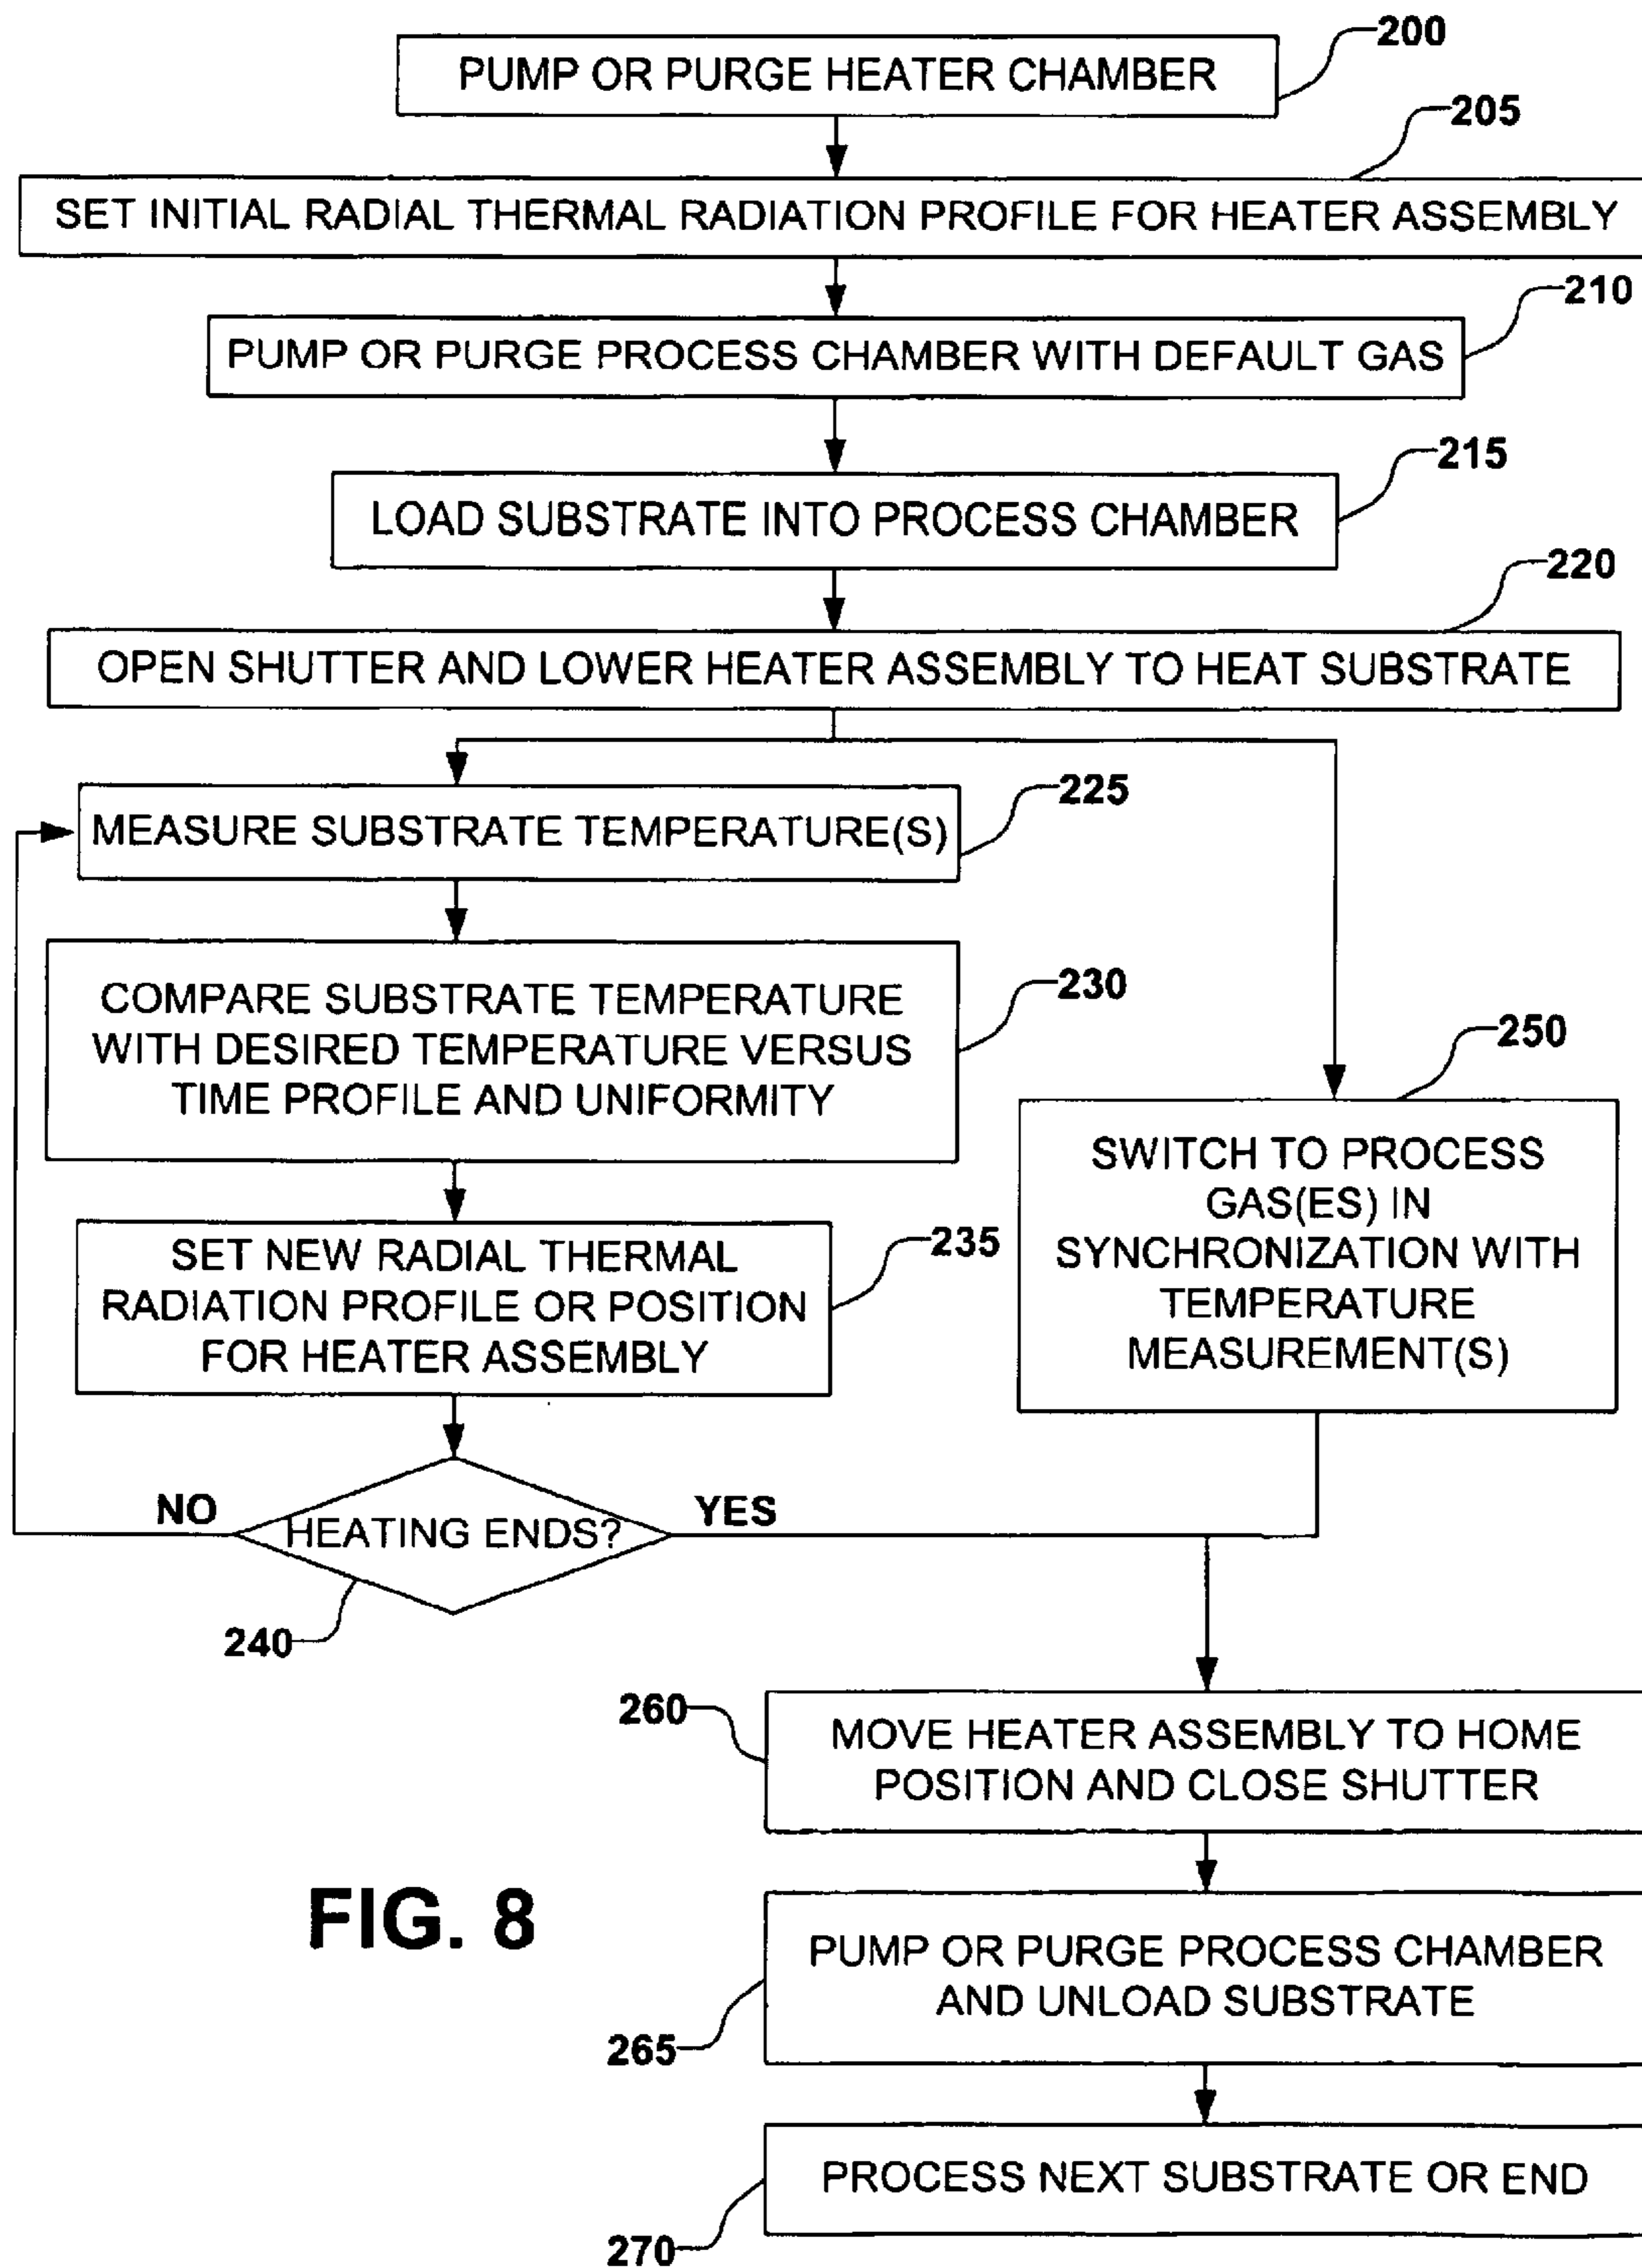 200
PUMP OR PURGE HEATER CHAMBER
205
SET INITIAL RADIAL THERMAL RADIATION PROFILE FOR HEATER ASSEMBLY
210
PUMP OR PURGE PROCESS CHAMBER WITH DEFAULT GAS
215
LOAD SUBSTRATE INTO PROCESS CHAMBER
220
OPEN SHUTTER AND LOWER HEATER ASSEMBLY TO HEAT SUBSTRATE
225
MEASURE SUBSTRATE TEMPERATURE(S)
230
COMPARE SUBSTRATE TEMPERATURE
WITH DESIRED TEMPERATURE VERSUS
TIME PROFILE AND UNIFORMITY
235
SET NEW RADIAL THERMAL
RADIATION PROFILE OR POSITION
FOR HEATER ASSEMBLY
250
SWITCH TO PROCESS
GAS(ES) IN
SYNCHRONIZATION WITH
TEMPERATURE
MEASUREMENT(S)
NO
HEATING ENDS?
YES
240
260
MOVE HEATER ASSEMBLY TO HOME
POSITION AND CLOSE SHUTTER
FIG. 8
PUMP OR PURGE PROCESS CHAMBER
AND UNLOAD SUBSTRATE
265
PROCESS NEXT SUBSTRATE OR END
270